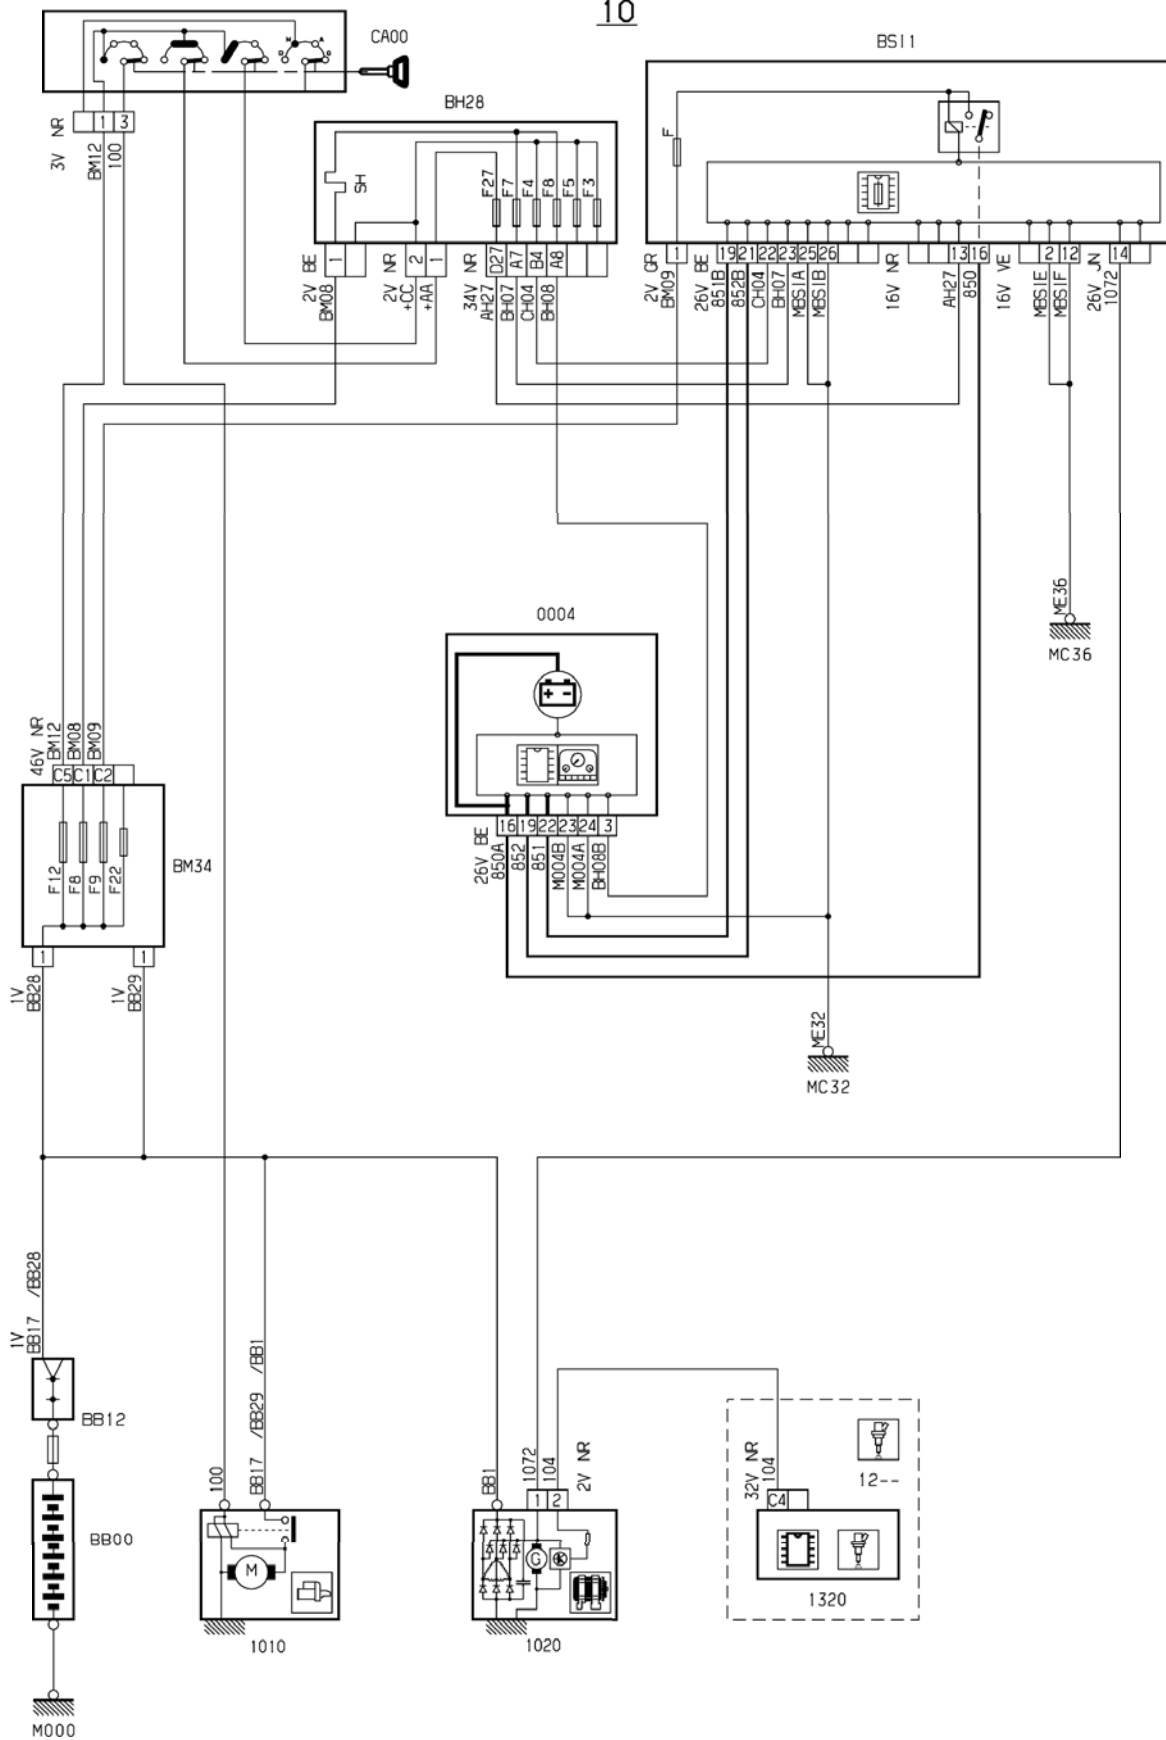 10
CA00
M A
D G
1 3
3V NR
BM12
100
BH28
SH
F27
F7
F4
F8
F5
F3
1
2 1
D27 A7 B4 A8
2V BE
BM08
2V NR
+CC
+AA
34V NR
AH27
BH07
CH04
BH08
BSI1
F
1
19 21 22 23 25 26
13 16
2 12
14
2V GR
BM09
26V BE
851B
852B
CH04
BH07
MBSIA
MBSIB
16V NR
AH27
850
16V VE
MBSIE
MBSIF
26V JN
1072
ME36
MC36
0004
+ -
16 19 22 23 24 3
26V BE
850A
852
851
M004B
M004A
BH08B
46V NR
BM12
BM08
BM09
C5 C1 C2
F12
F8
F9
F22
BM34
1
1
1V
BB28
1V
BB29
ME32
MC32
1V
BB17 /BB28
BB12
BB00
M000
100
BB17 /BB29 /BB1
M
1010
BB1
1072
104
2V NR
1 2
G
1020
32V NR
104
C4
12--
1320